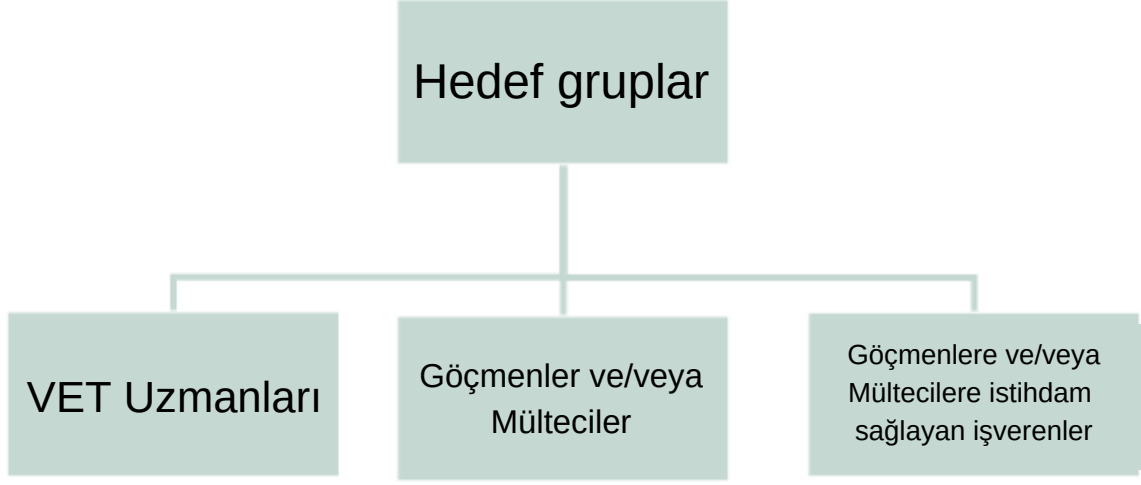 Hedef gruplar
VET Uzmanları
Göçmenler ve/veya
Mülteciler
Göçmenlere ve/veya
Mültecilere istihdam
sağlayan işverenler